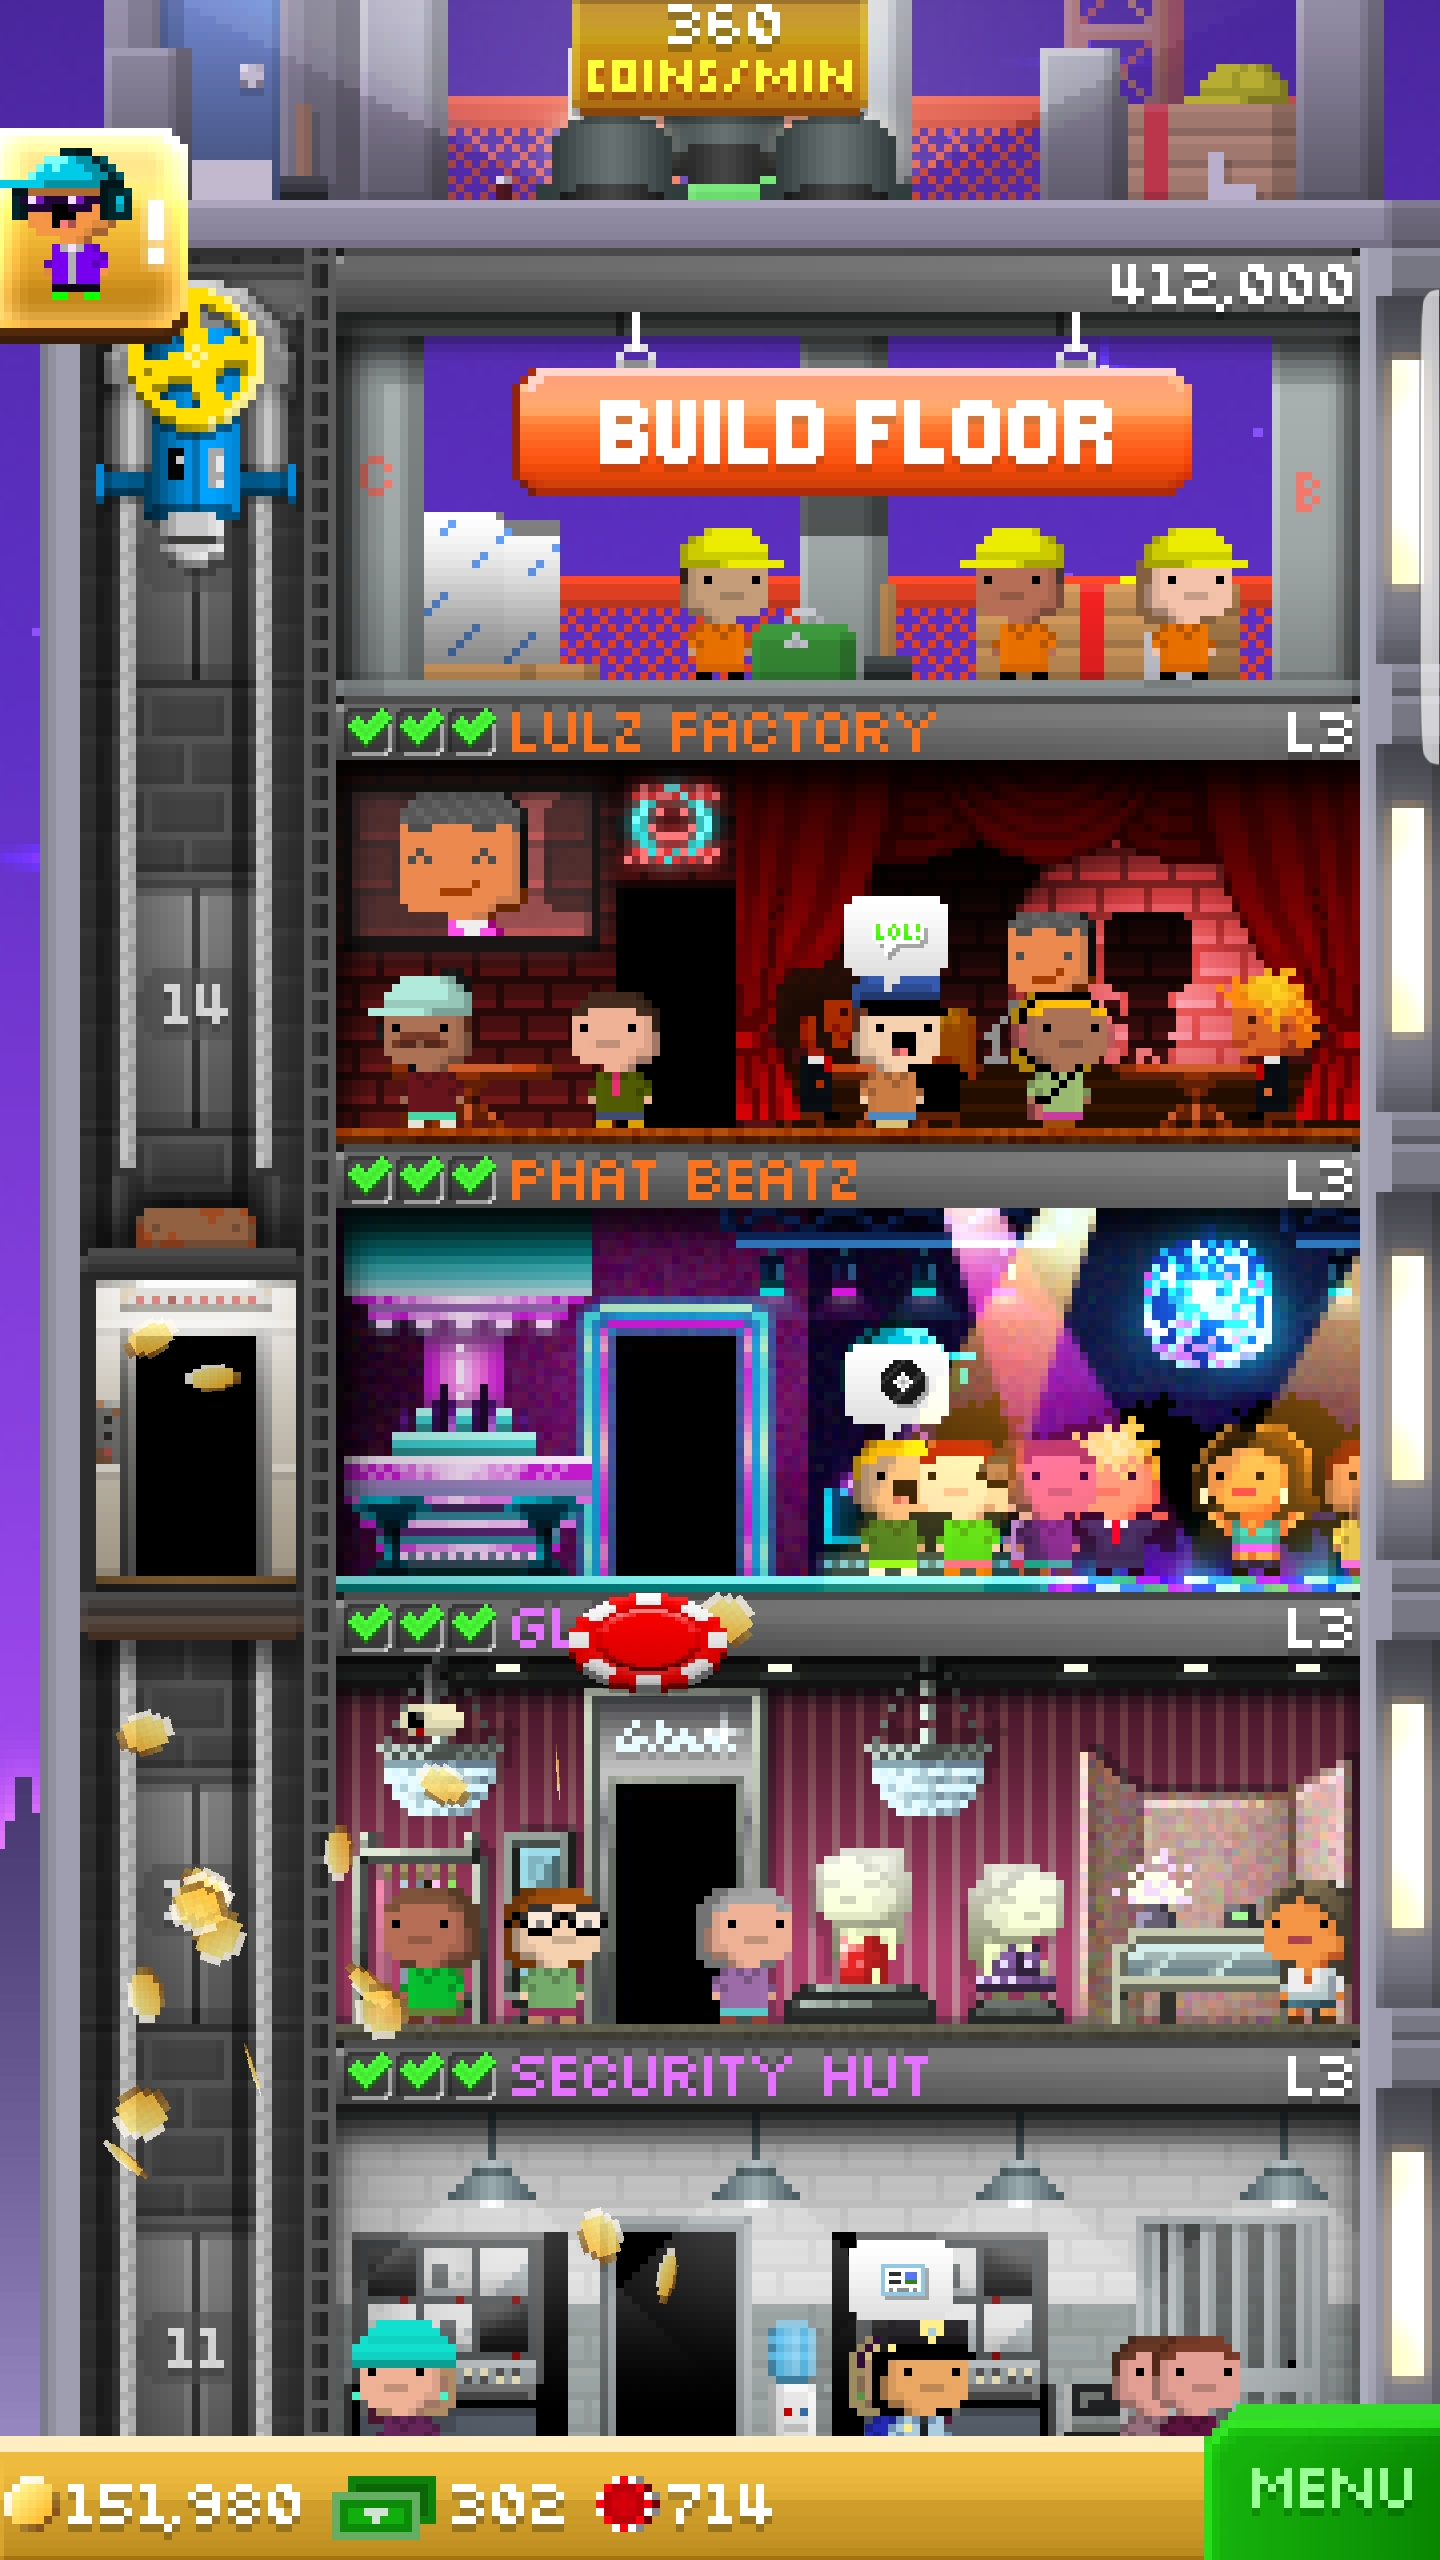 360
COINS/MIN
!
412,000
BUILD FLOOR
C
B
LULZ FACTORY
L3
LOL!
14
PHAT BEATZ
L3
GL
L3
SECURITY HUT
L3
11
151,980
302
714
MENU